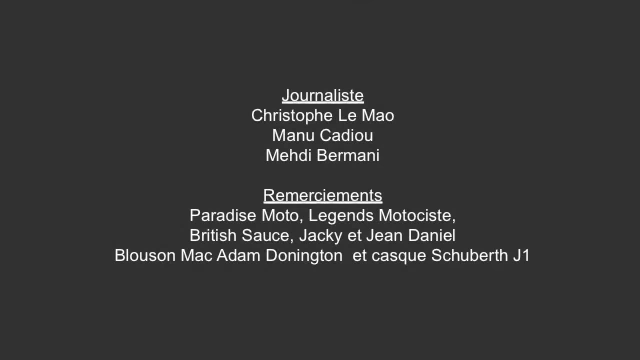 Journaliste
Christophe Le Mao
Manu Cadiou
Mehdi Bermani
Remerciements
Paradise Moto, Legends Motociste,
British Sauce, Jacky et Jean Daniel
Blouson Mac Adam Donington  et casque Schuberth J1